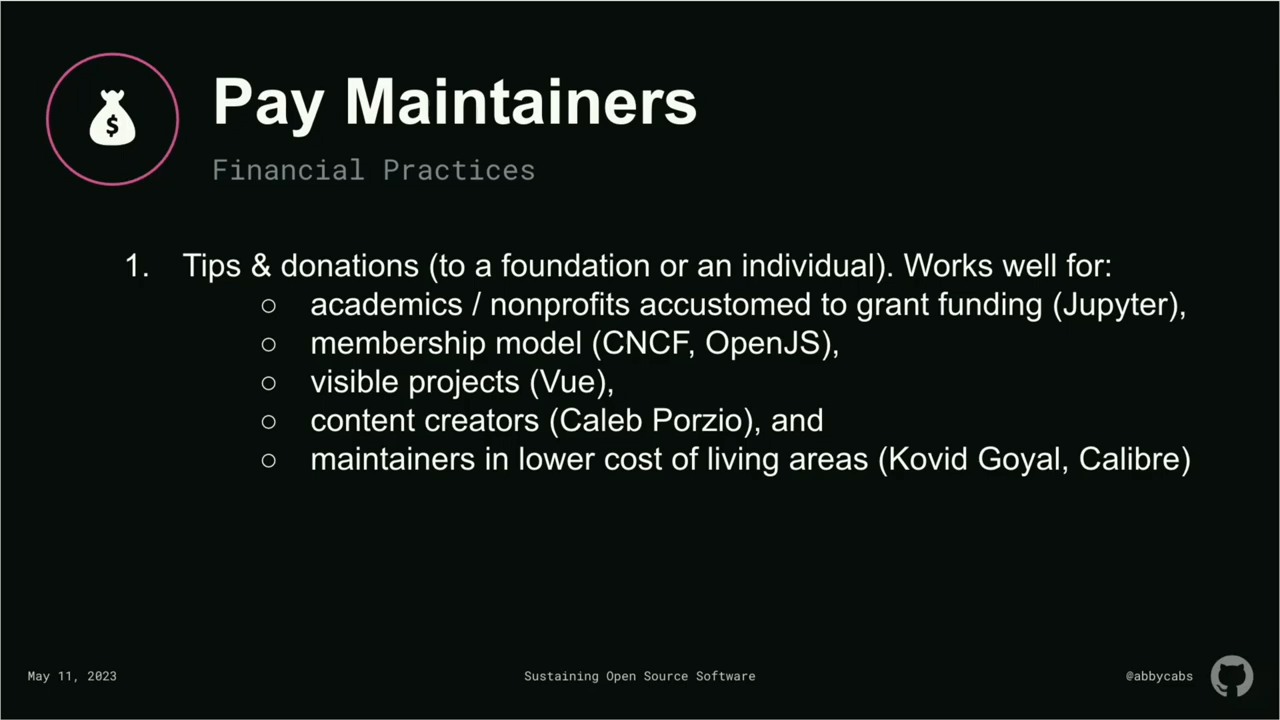 $
Pay Maintainers
Financial Practices
1. Tips & donations (to a foundation or an individual). Works well for:
○ academics / nonprofits accustomed to grant funding (Jupyter),
○ membership model (CNCF, OpenJS),
○ visible projects (Vue),
○ content creators (Caleb Porzio), and
○ maintainers in lower cost of living areas (Kovid Goyal, Calibre)
May 11, 2023
Sustaining Open Source Software
@abbycabs